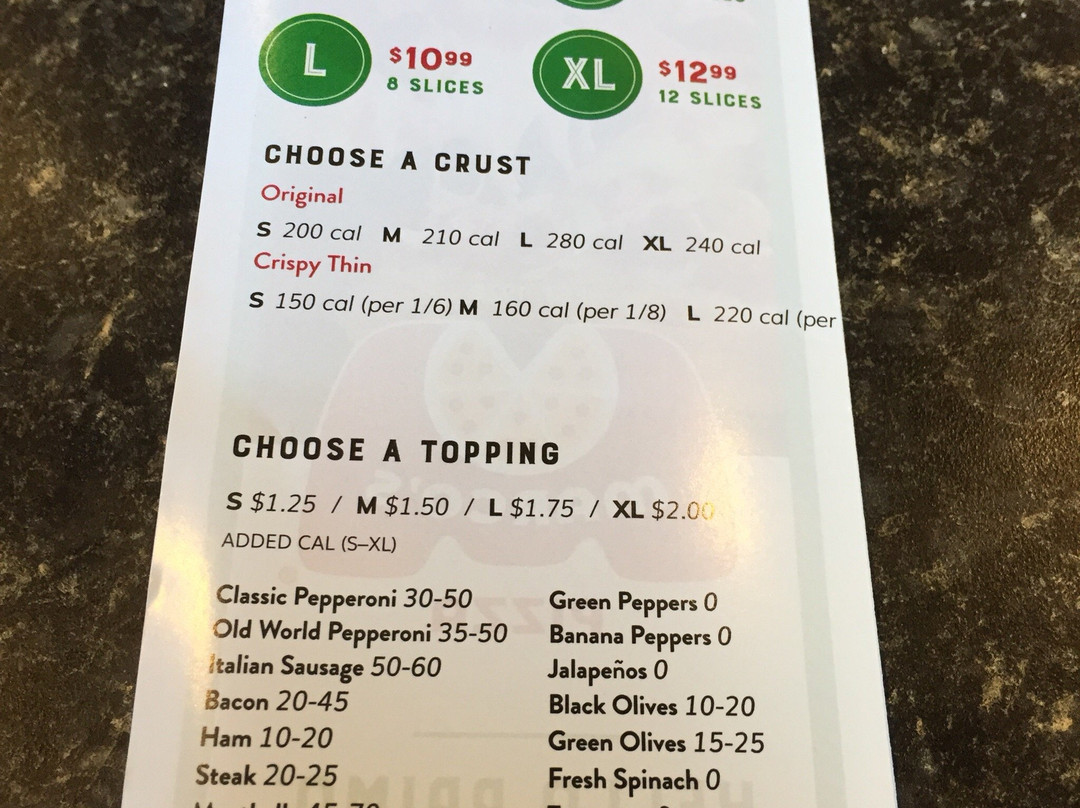 L $10.99 XL $12.99
8 SLICES 12 SLICES
CHOOSE A CRUST
Original
S 200 cal M 210 cal L 280 cal XL 240 cal
Crispy Thin
S 150 cal (per 1/6) M 160 cal (per 1/8) L 220 cal (per
CHOOSE A TOPPING
S $1.25 / M $1.50 / L $1.75 / XL $2.00
ADDED CAL (S–XL)
Classic Pepperoni 30-50
Old World Pepperoni 35-50
Italian Sausage 50-60
Bacon 20-45
Ham 10-20
Steak 20-25
Green Peppers 0
Banana Peppers 0
Jalapeños 0
Black Olives 10-20
Green Olives 15-25
Fresh Spinach 0